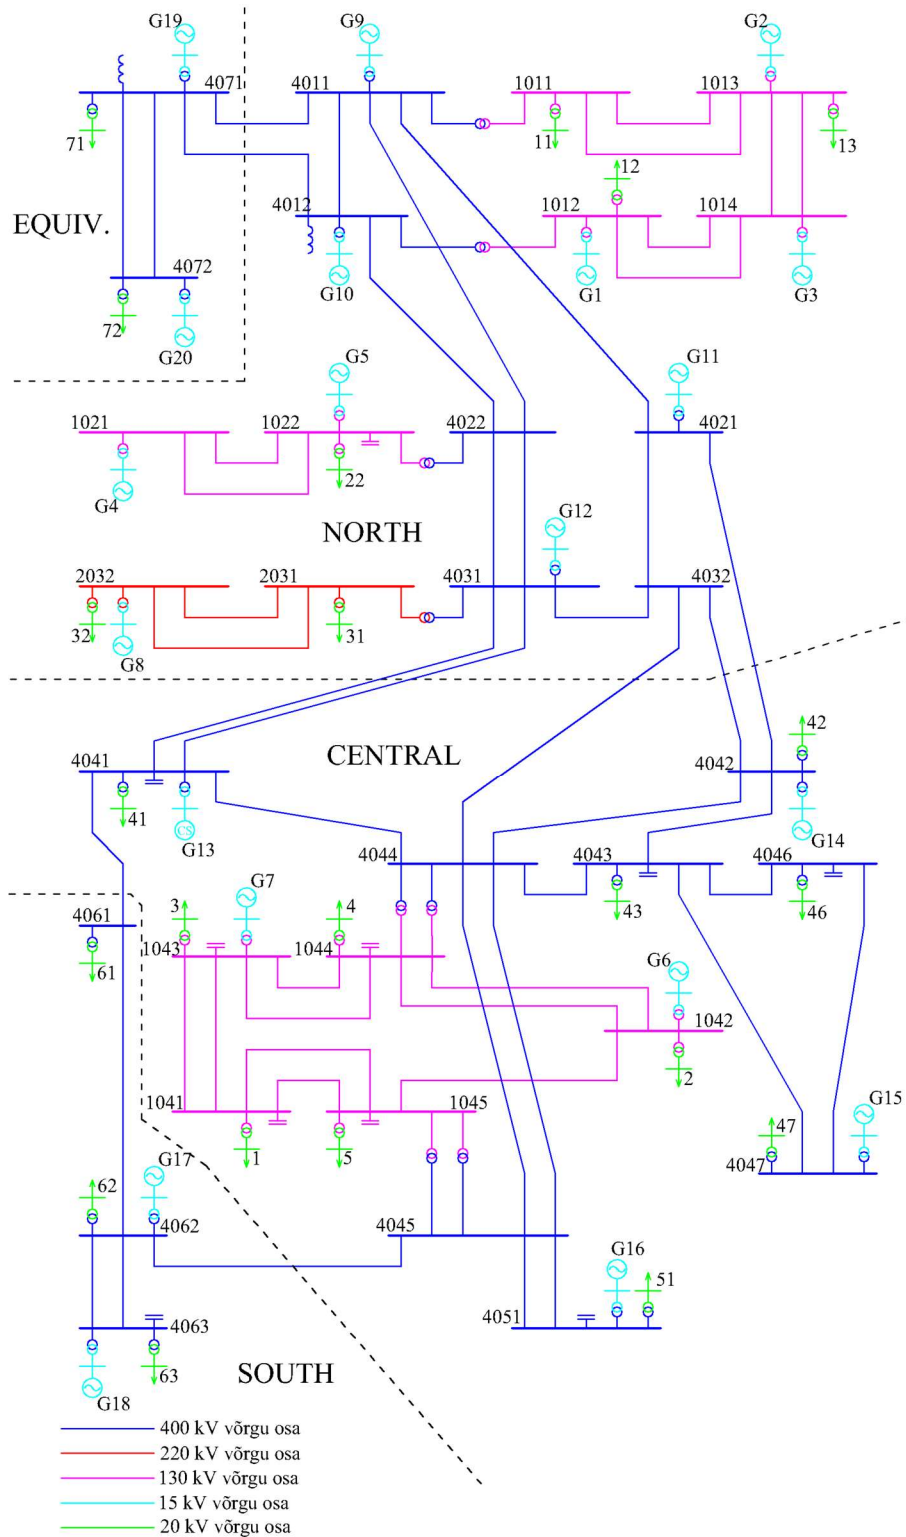 G19
G9
G2
4071
4011
1011
1013
71
11
12
13
EQUIV.
4012
1012
1014
4072
G10
G1
G3
72
G20
G5
G11
1021
1022
4022
4021
G4
22
NORTH
G12
2032
2031
4031
4032
32
G8
31
CENTRAL
42
4041
4042
41
CS
G13
G14
4044
4043
4046
G7
3
4
43
46
4061
1043
1044
G6
61
1042
2
1041
1045
G15
47
1
5
4047
G17
62
4062
4045
G16
51
4063
4051
63
G18
SOUTH
400 kV võrgu osa
220 kV võrgu osa
130 kV võrgu osa
15 kV võrgu osa
20 kV võrgu osa